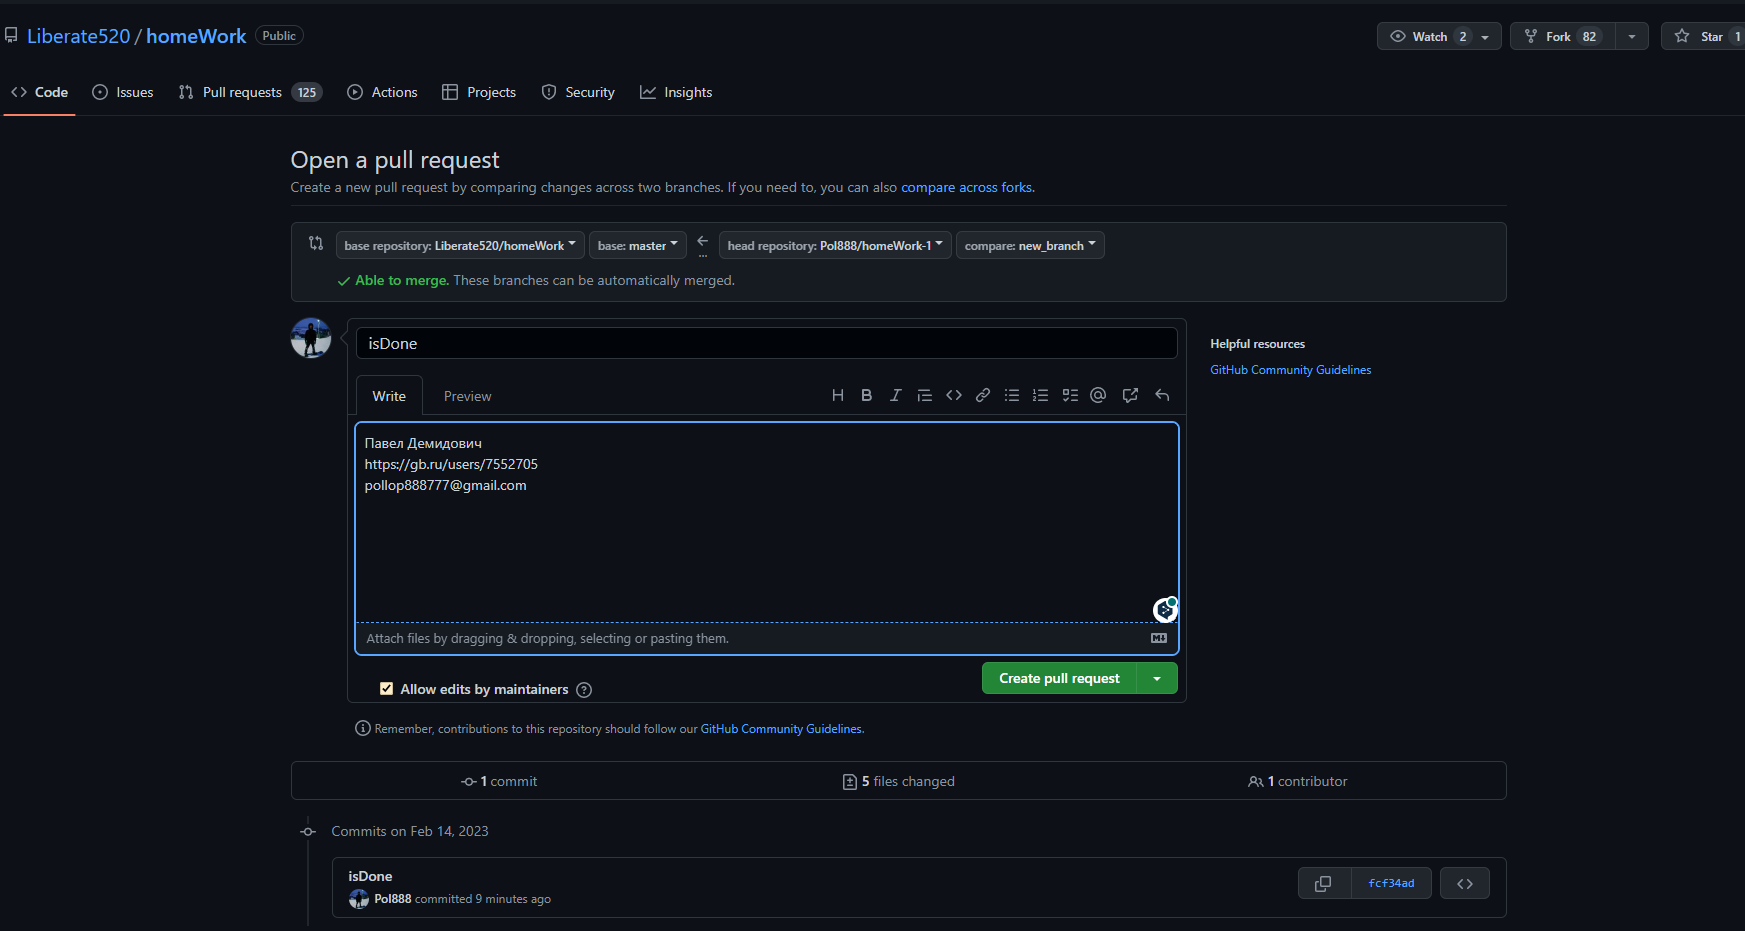 Liberate520 / homeWork Public
Watch 2
Fork 82
Star 1
Code
Issues
Pull requests 125
Actions
Projects
Security
Insights
Open a pull request
Create a new pull request by comparing changes across two branches. If you need to, you can also compare across forks.
base repository: Liberate520/homeWork
base: master
head repository: Pol888/homeWork-1
compare: new_branch
Able to merge. These branches can be automatically merged.
isDone
Helpful resources
GitHub Community Guidelines
Write
Preview
Павел Демидович
https://gb.ru/users/7552705
pollop888777@gmail.com
Attach files by dragging & dropping, selecting or pasting them.
Allow edits by maintainers
Create pull request
Remember, contributions to this repository should follow our GitHub Community Guidelines.
1 commit
5 files changed
1 contributor
Commits on Feb 14, 2023
isDone
Pol888 committed 9 minutes ago
fcf34ad